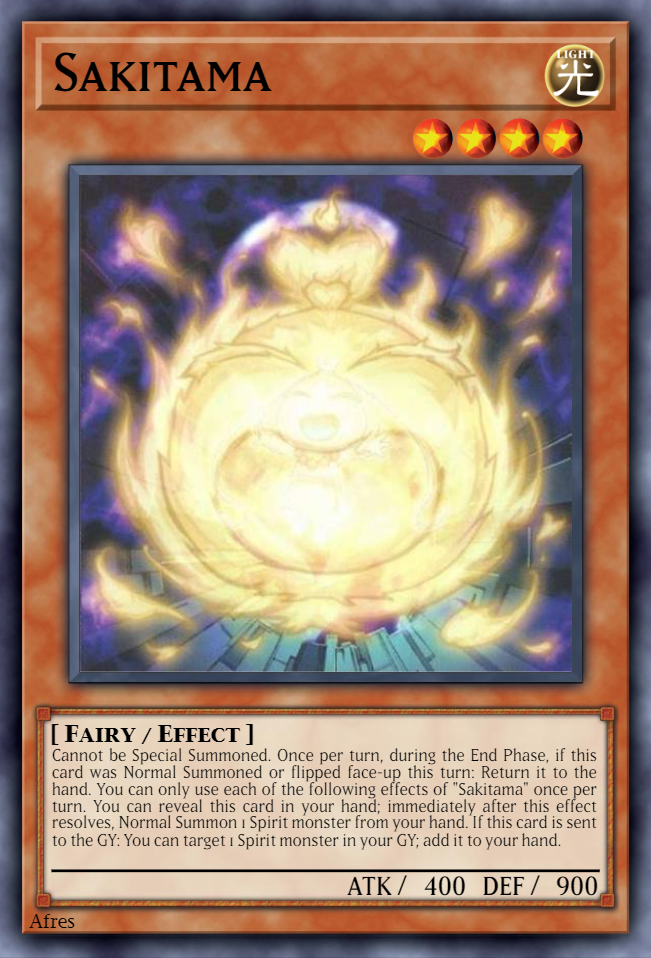 Sakitama
LIGHT
光
[ Fairy / Effect ]
Cannot be Special Summoned. Once per turn, during the End Phase, if this
card was Normal Summoned or flipped face-up this turn: Return it to the
hand. You can only use each of the following effects of "Sakitama" once per
turn. You can reveal this card in your hand; immediately after this effect
resolves, Normal Summon 1 Spirit monster from your hand. If this card is sent
to the GY: You can target 1 Spirit monster in your GY; add it to your hand.
ATK / 400 DEF / 900
Afres